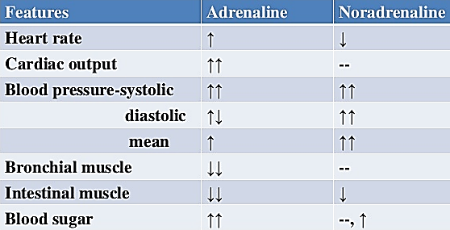 Features Adrenaline Noradrenaline
Heart rate ↑ ↓
Cardiac output ↑↑ --
Blood pressure-systolic ↑↑ ↑↑
diastolic ↑↓ ↑↑
mean ↑ ↑↑
Bronchial muscle ↓↓ --
Intestinal muscle ↓↓ ↓
Blood sugar ↑↑ --, ↑